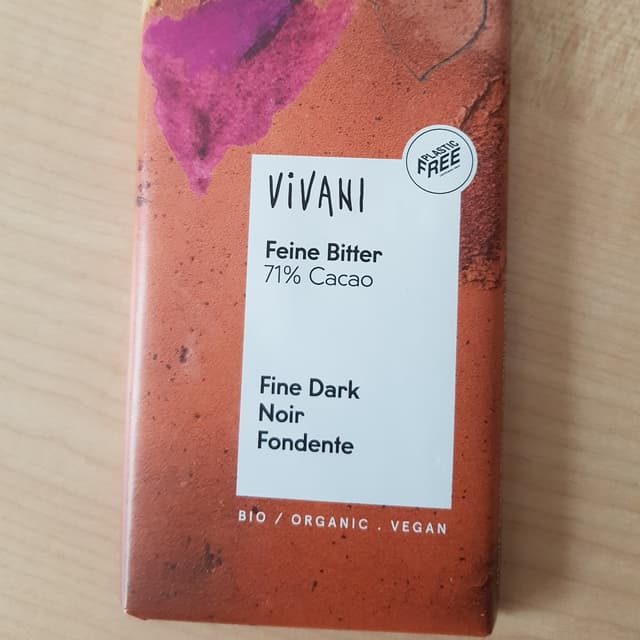 ViVANI
PLASTIC
FREE
Feine Bitter
71% Cacao
Fine Dark
Noir
Fondente
BIO / ORGANIC . VEGAN